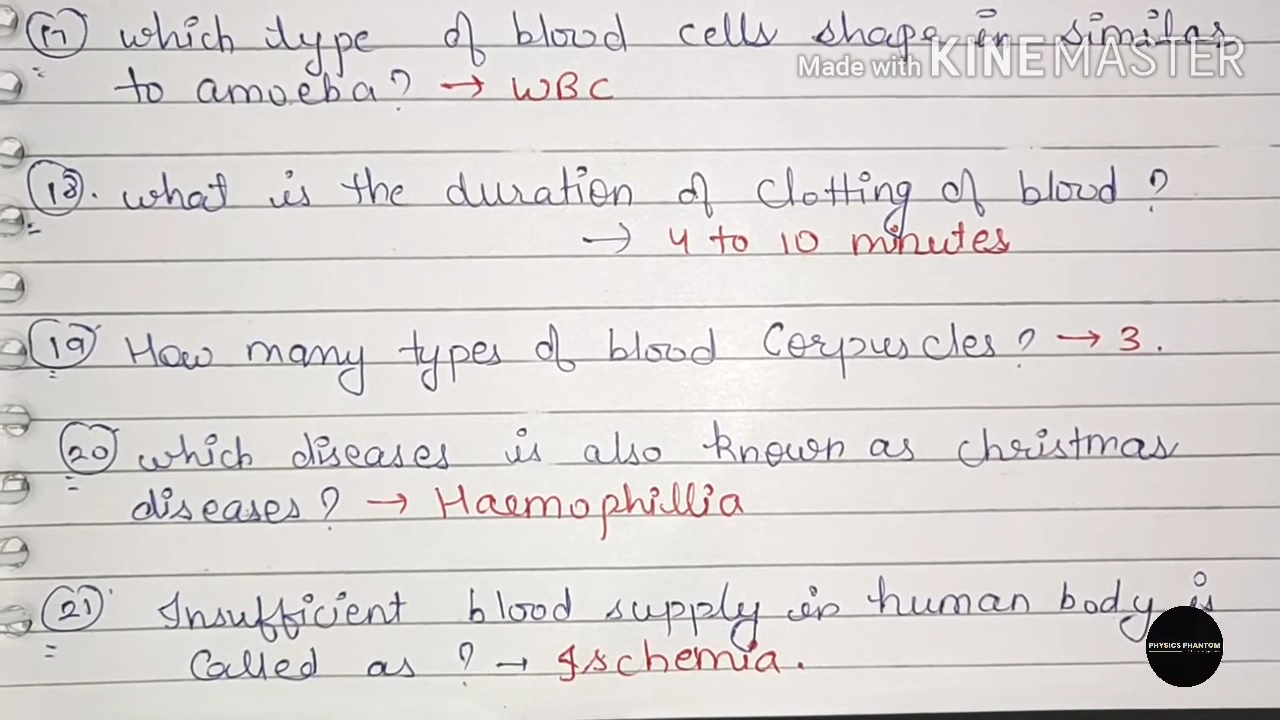 17 which type of blood cells shape in similar
Made with KINEMASTER
to amoeba? → WBC
18. what is the duration of clotting of blood?
→ 4 to 10 minutes
19 How many types of blood Corpuscles? → 3.
20 which diseases is also known as christmas
diseases? → Haemophillia
21 Insufficient blood supply in human body is
called as? → Ischemia.
PHYSICS PHANTOM